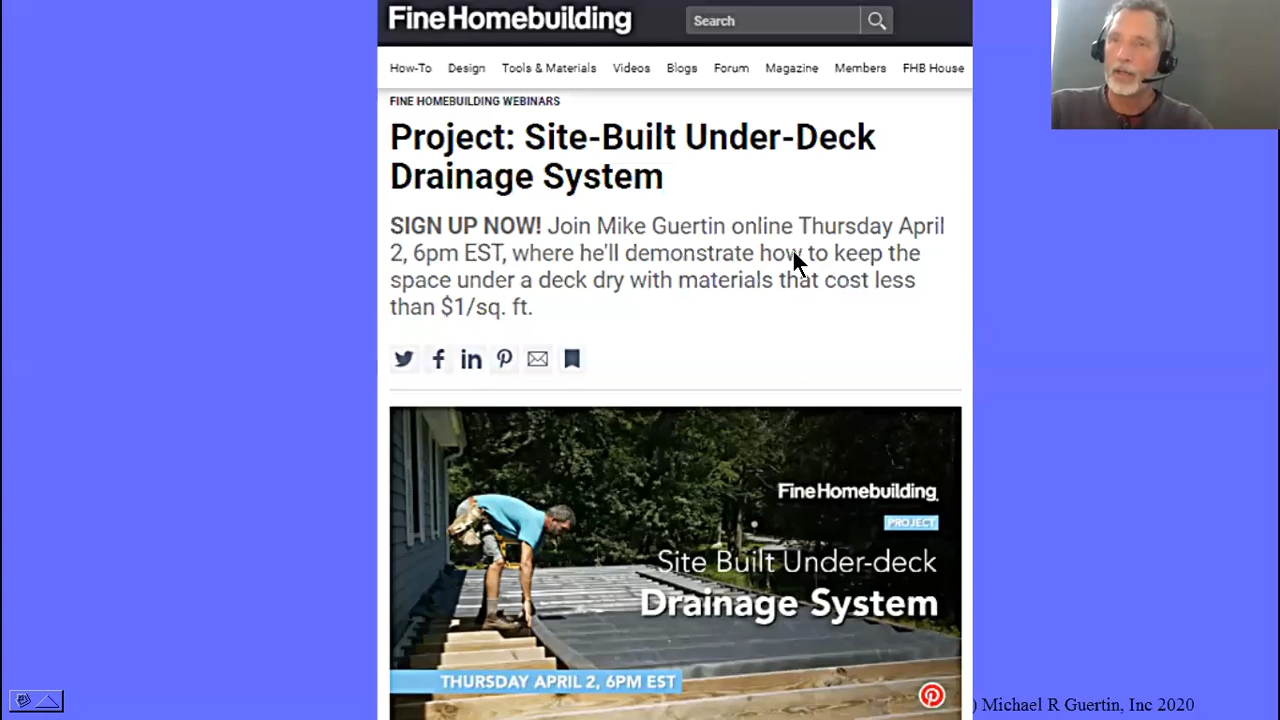 FineHomebuilding
Search
How-To Design Tools & Materials Videos Blogs Forum Magazine Members FHB House
FINE HOMEBUILDING WEBINARS
Project: Site-Built Under-Deck
Drainage System
SIGN UP NOW! Join Mike Guertin online Thursday April
2, 6pm EST, where he'll demonstrate how to keep the
space under a deck dry with materials that cost less
than $1/sq. ft.
FineHomebuilding
PROJECT
Site Built Under-deck
Drainage System
THURSDAY APRIL 2, 6PM EST
) Michael R Guertin, Inc 2020